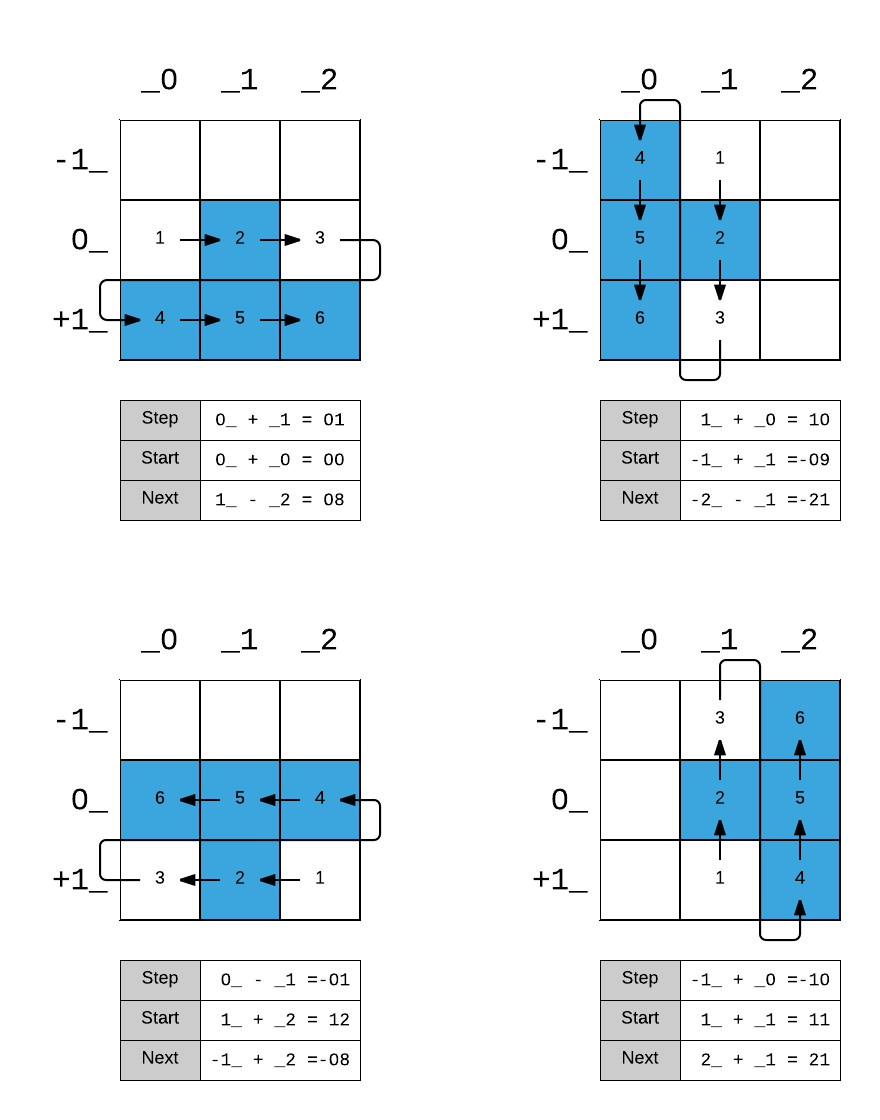 _0 _1 _2 _0 _1 _2
-1_ -1_ 4 1
0_ 1 2 3 0_ 5 2
+1_ 4 5 6 +1_ 6 3
Step 0_ + _1 = 01 Step 1_ + _0 = 10
Start 0_ + _0 = 00 Start -1_ + _1 =-09
Next 1_ - _2 = 08 Next -2_ - _1 =-21
_0 _1 _2 _0 _1 _2
-1_ -1_ 3 6
0_ 6 5 4 0_ 2 5
+1_ 3 2 1 +1_ 1 4
Step 0_ - _1 =-01 Step -1_ + _0 =-10
Start 1_ + _2 = 12 Start 1_ + _1 = 11
Next -1_ + _2 =-08 Next 2_ + _1 = 21